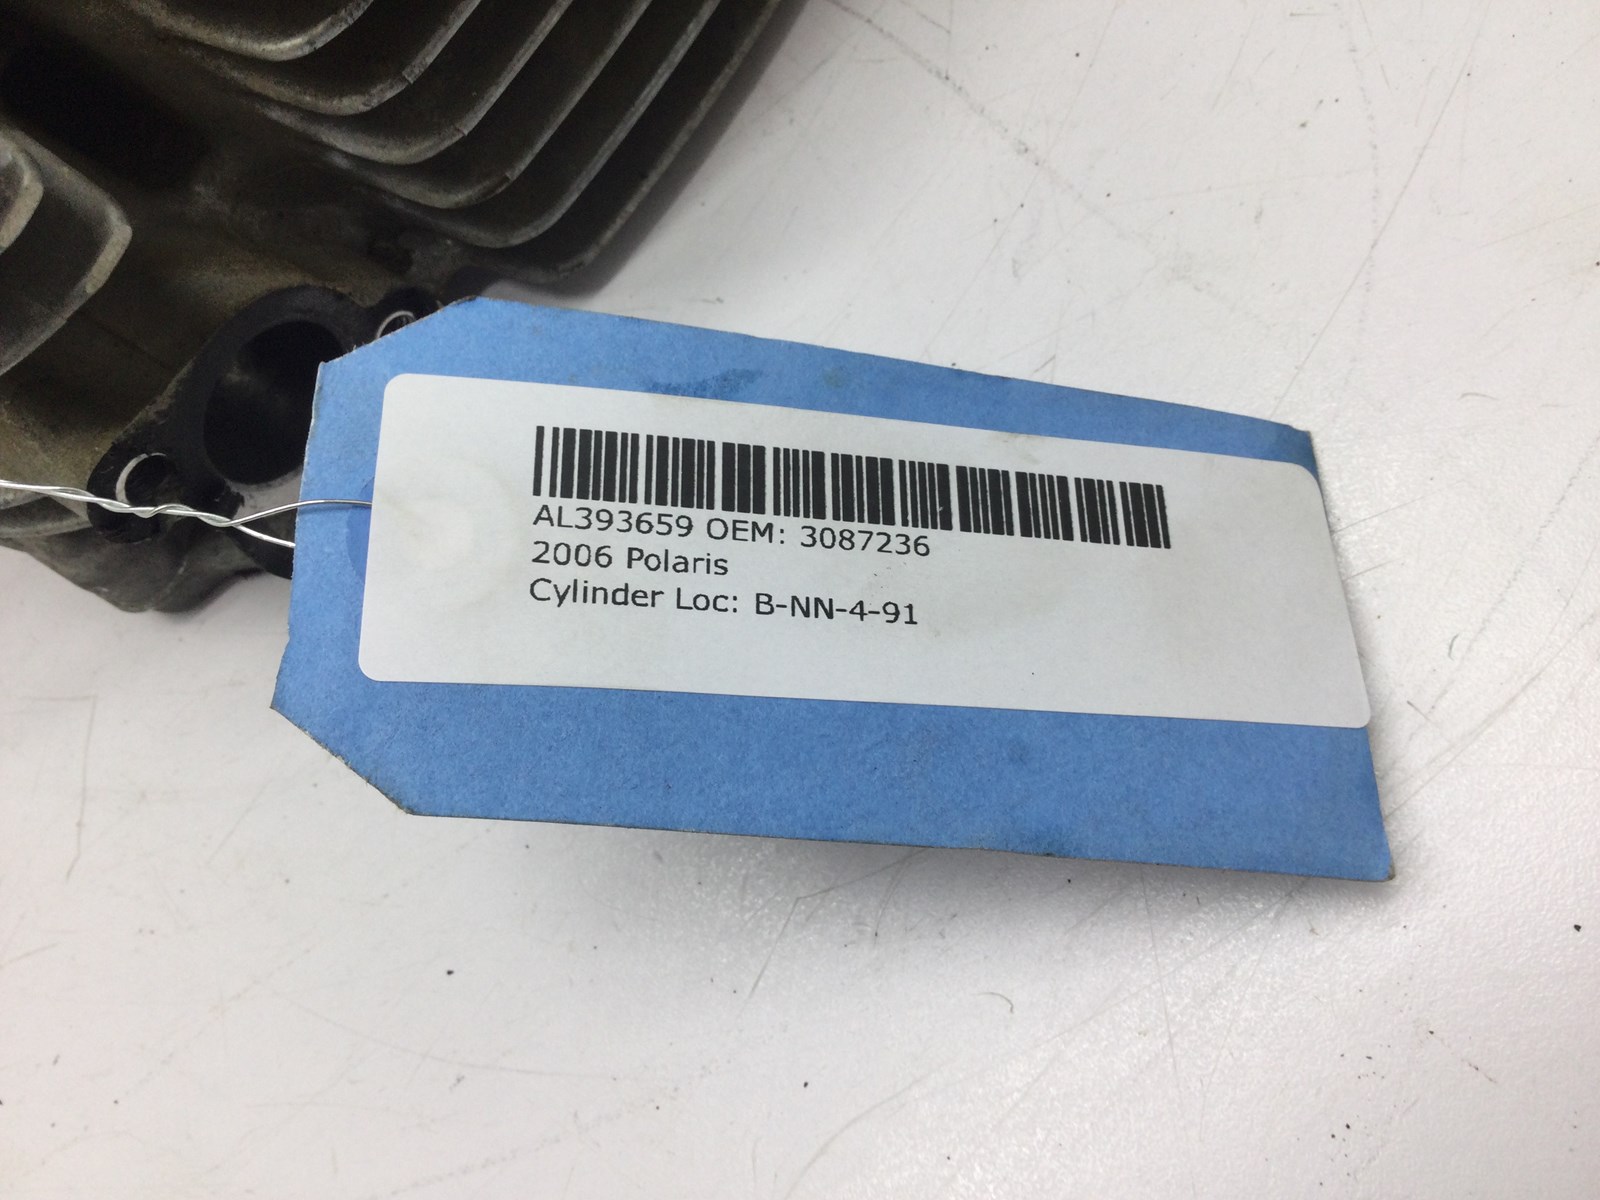 AL393659 OEM: 3087236
2006 Polaris
Cylinder Loc: B-NN-4-91